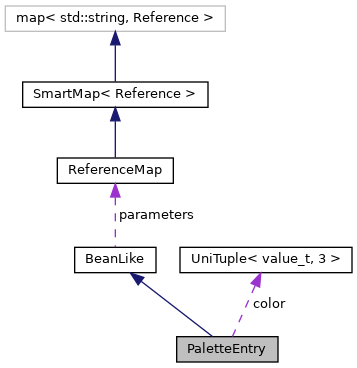 map< std::string, Reference >
SmartMap< Reference >
ReferenceMap
parameters
BeanLike
UniTuple< value_t, 3 >
color
PaletteEntry